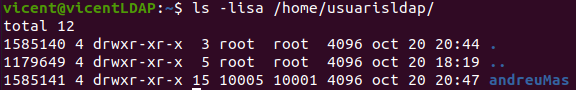 vicent@vicentLDAP:~$ ls -lisa /home/usuarisldap/
total 12
1585140 4 drwxr-xr-x  3 root  root  4096 oct 20 20:44 .
1179649 4 drwxr-xr-x  5 root  root  4096 oct 20 18:19 ..
1585141 4 drwxr-xr-x 15 10005 10001 4096 oct 20 20:47 andreuMas